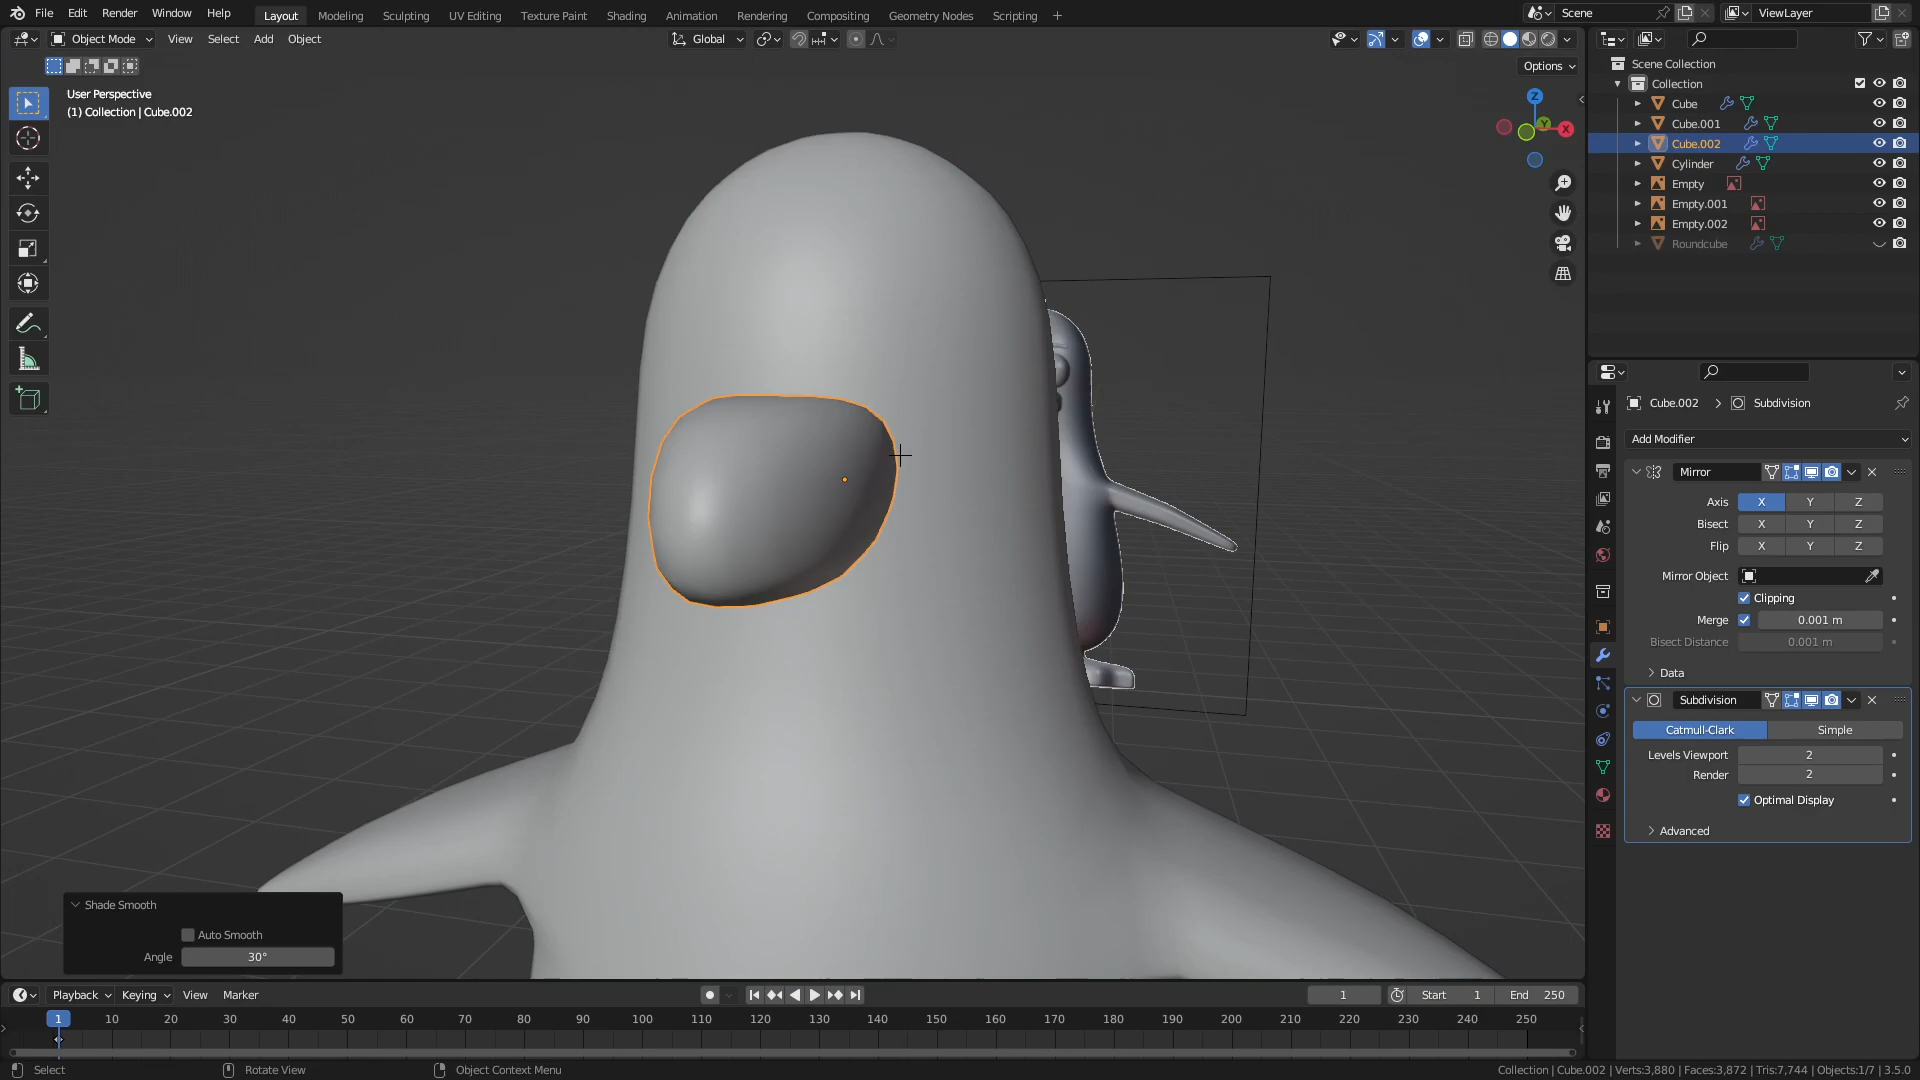 File Edit Render Window Help Layout Modeling Sculpting UV Editing Texture Paint Shading Animation Rendering Compositing Geometry Nodes Scripting + Scene ViewLayer
Object Mode View Select Add Object Global
Options
User Perspective
(1) Collection | Cube.002
Z
Y
X
Scene Collection
Collection
Cube
Cube.001
Cube.002
Cylinder
Empty
Empty.001
Empty.002
Roundcube
Cube.002 > Subdivision
Add Modifier
Mirror
Axis X Y Z
Bisect X Y Z
Flip X Y Z
Mirror Object
Clipping
Merge 0.001 m
Bisect Distance 0.001 m
Data
Subdivision
Catmull-Clark Simple
Levels Viewport 2
Render 2
Optimal Display
Advanced
Shade Smooth
Auto Smooth
Angle 30°
Playback Keying View Marker 1 Start 1 End 250
1 10 20 30 40 50 60 70 80 90 100 110 120 130 140 150 160 170 180 190 200 210 220 230 240 250
Select Rotate View Object Context Menu Collection | Cube.002 | Verts:3,880 | Faces:3,872 | Tris:7,744 | Objects:1/7 | 3.5.0